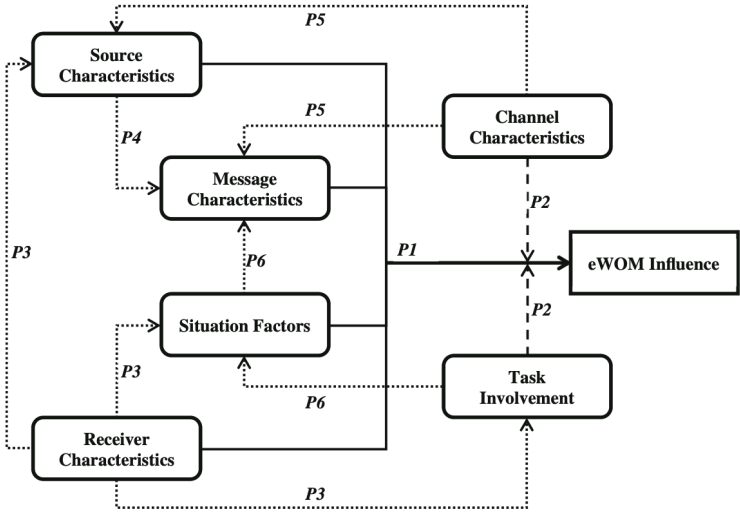 P5
Source
Characteristics
P5
Channel
Characteristics
P4
Message
Characteristics
P2
P3
P1
P6
eWOM Influence
Situation Factors
P2
P3
Task
Involvement
P6
Receiver
Characteristics
P3